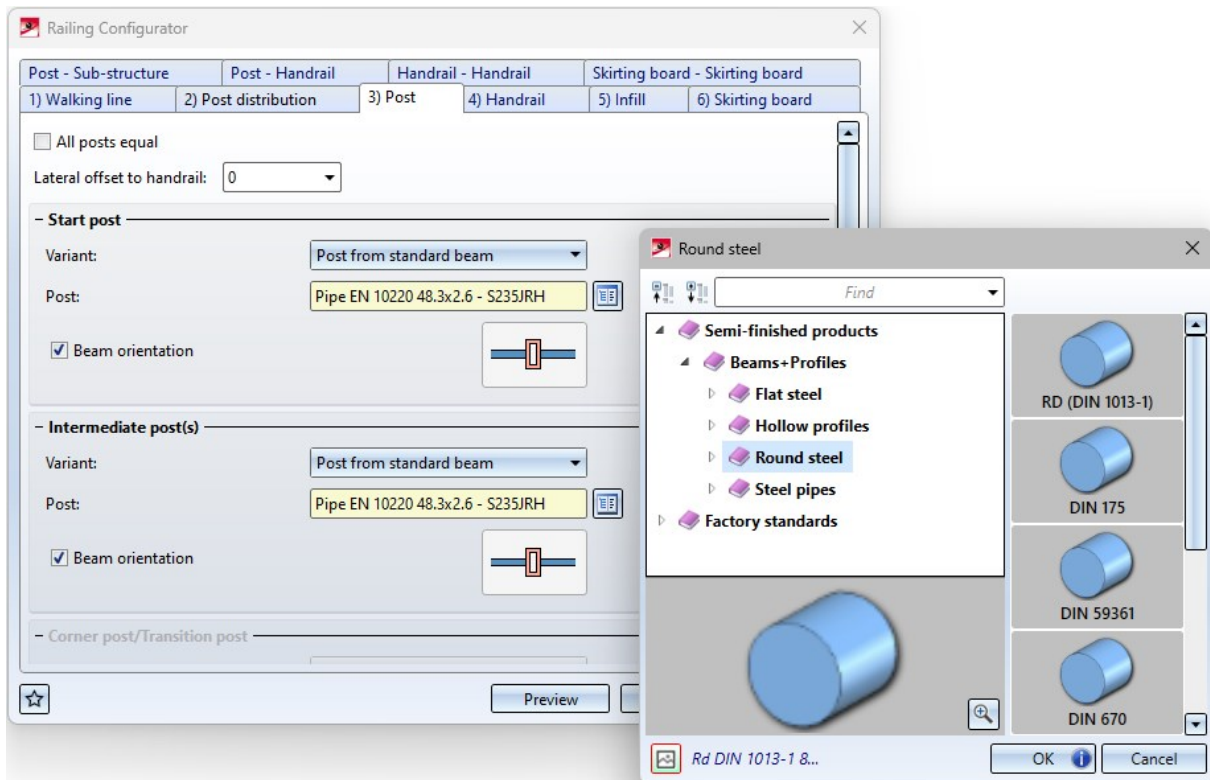 Railing Configurator
Post - Sub-structure Post - Handrail Handrail - Handrail Skirting board - Skirting board
1) Walking line 2) Post distribution 3) Post 4) Handrail 5) Infill 6) Skirting board
All posts equal
Lateral offset to handrail: 0
Start post
Variant: Post from standard beam
Post: Pipe EN 10220 48.3x2.6 - S235JRH
Beam orientation
Intermediate post(s)
Variant: Post from standard beam
Post: Pipe EN 10220 48.3x2.6 - S235JRH
Beam orientation
Corner post/Transition post
Preview
Round steel
Find
Semi-finished products
Beams+Profiles
Flat steel
Hollow profiles
Round steel
Steel pipes
Factory standards
RD (DIN 1013-1)
DIN 175
DIN 59361
DIN 670
Rd DIN 1013-1 8...
OK Cancel